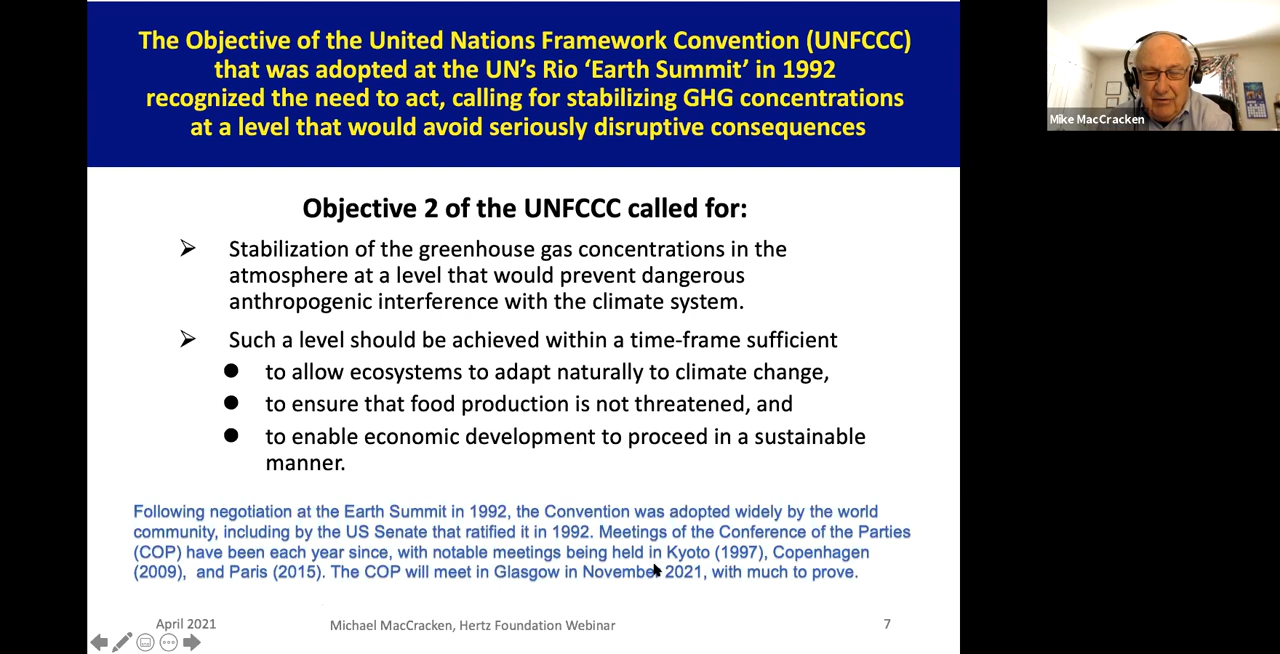 The Objective of the United Nations Framework Convention (UNFCCC)
that was adopted at the UN's Rio ‘Earth Summit’ in 1992
recognized the need to act, calling for stabilizing GHG concentrations
at a level that would avoid seriously disruptive consequences
Mike MacCracken
Objective 2 of the UNFCCC called for:
Stabilization of the greenhouse gas concentrations in the
atmosphere at a level that would prevent dangerous
anthropogenic interference with the climate system.
Such a level should be achieved within a time-frame sufficient
to allow ecosystems to adapt naturally to climate change,
to ensure that food production is not threatened, and
to enable economic development to proceed in a sustainable
manner.
Following negotiation at the Earth Summit in 1992, the Convention was adopted widely by the world
community, including by the US Senate that ratified it in 1992. Meetings of the Conference of the Parties
(COP) have been each year since, with notable meetings being held in Kyoto (1997), Copenhagen
(2009), and Paris (2015). The COP will meet in Glasgow in November 2021, with much to prove.
April 2021
Michael MacCracken, Hertz Foundation Webinar
7